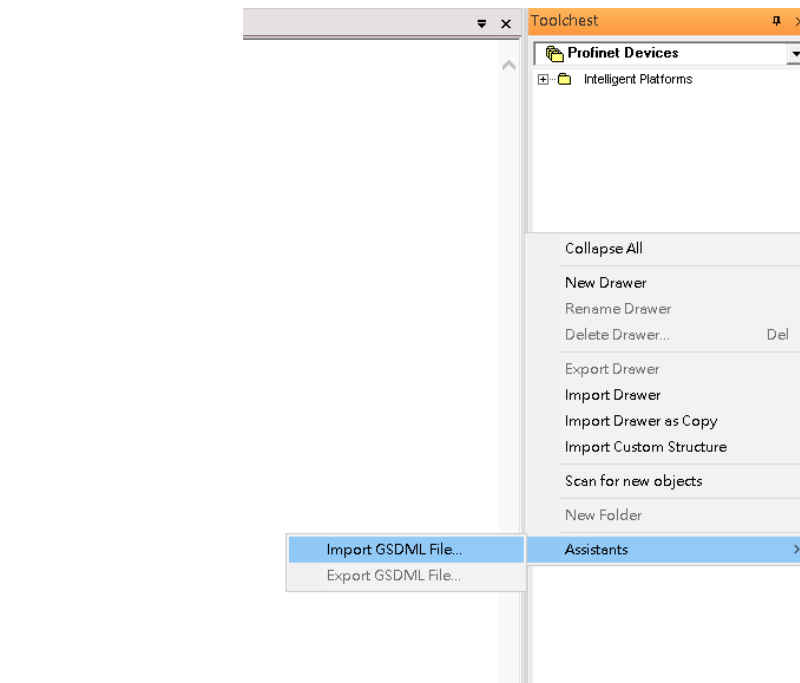 Toolchest
Profinet Devices
Intelligent Platforms
Collapse All
New Drawer
Rename Drawer
Delete Drawer... Del
Export Drawer
Import Drawer
Import Drawer as Copy
Import Custom Structure
Scan for new objects
New Folder
Assistants
Import GSDML File...
Export GSDML File...